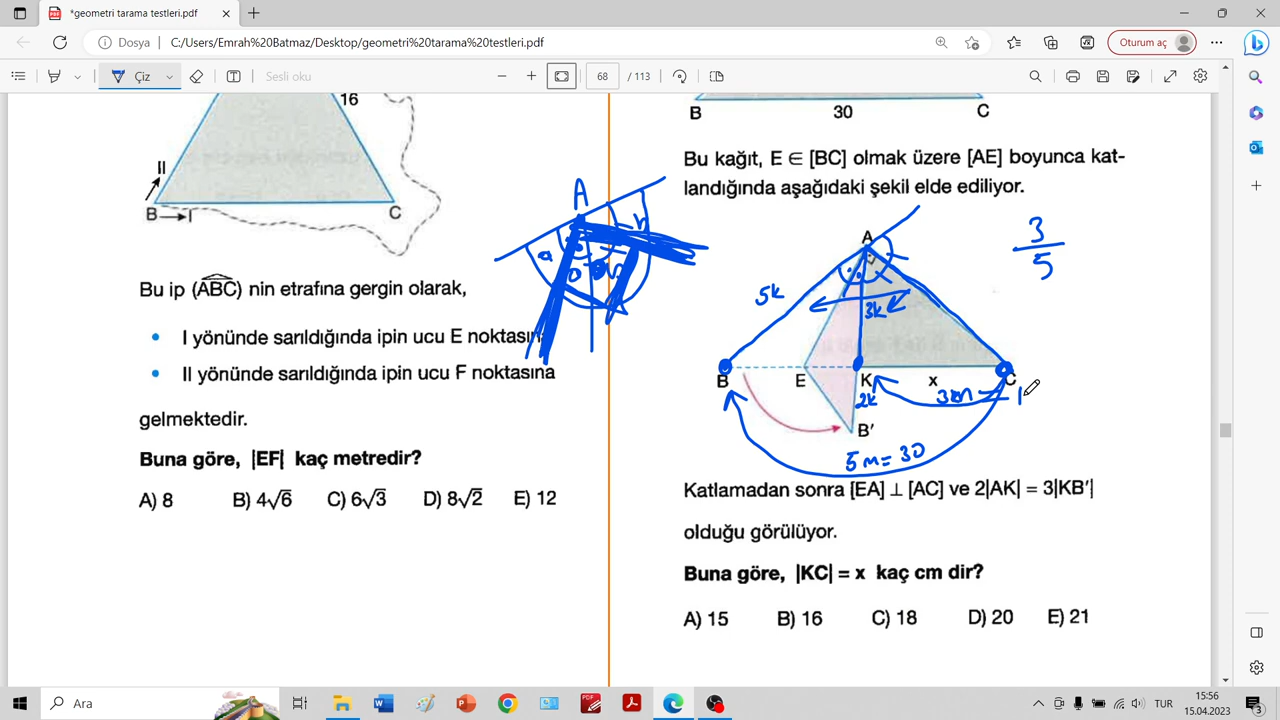 *geometri tarama testleri.pdf
Dosya
C:/Users/Emrah%20Batmaz/Desktop/geometri%20tarama%20testleri.pdf
Oturum aç
Çiz
Sesli oku
68
/ 113
16
II
B
I
C
Bu ip (ABC) nin etrafına gergin olarak,
• I yönünde sarıldığında ipin ucu E noktasına
• II yönünde sarıldığında ipin ucu F noktasına
gelmektedir.
Buna göre, |EF| kaç metredir?
A) 8 B) 4√6 C) 6√3 D) 8√2 E) 12
A
B
30
C
Bu kağıt, E ∈ [BC] olmak üzere [AE] boyunca kat-
landığında aşağıdaki şekil elde ediliyor.
3
5
A
5k
3k
B
E
K
x
C
2k
3m = 1
B'
5m = 30
Katlamadan sonra [EA] ⊥ [AC] ve 2|AK| = 3|KB'|
olduğu görülüyor.
Buna göre, |KC| = x kaç cm dir?
A) 15 B) 16 C) 18 D) 20 E) 21
Ara
TUR
15:56
15.04.2023
3